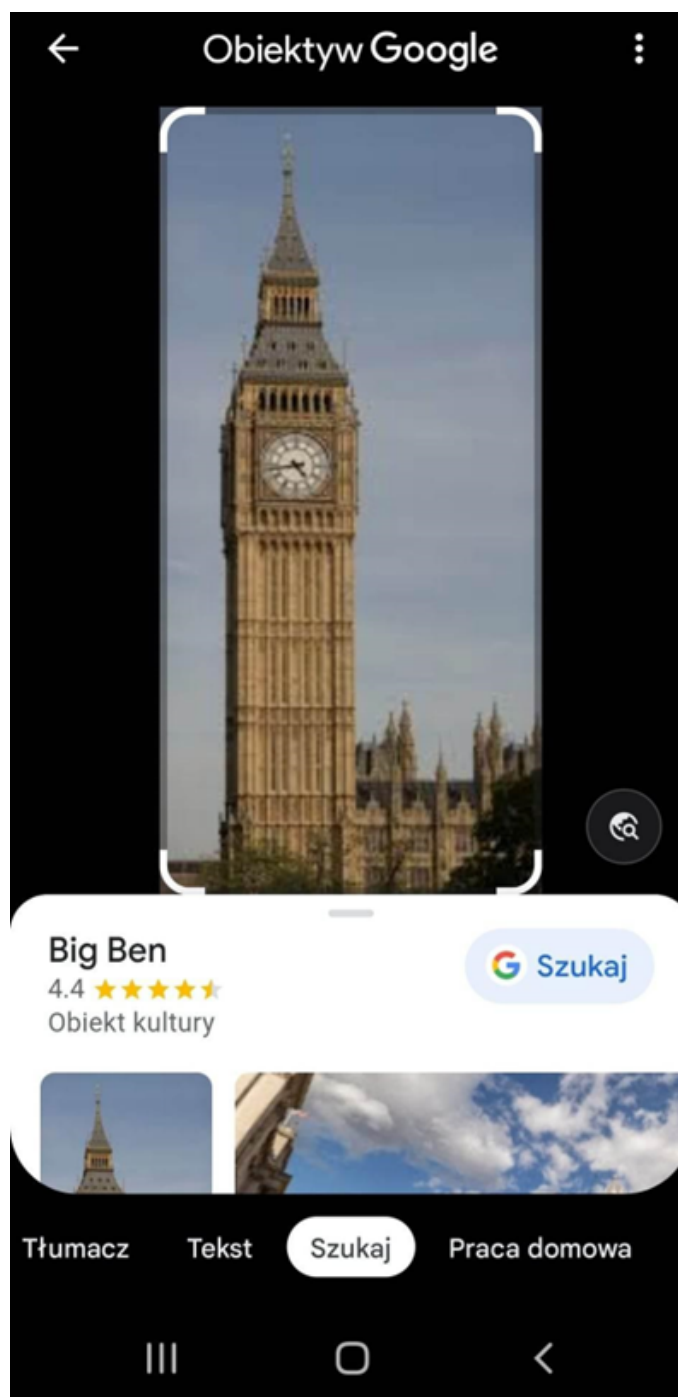 Obiektyw Google
Big Ben
Szukaj
4.4
Obiekt kultury
Tłumacz
Tekst
Szukaj
Praca domowa